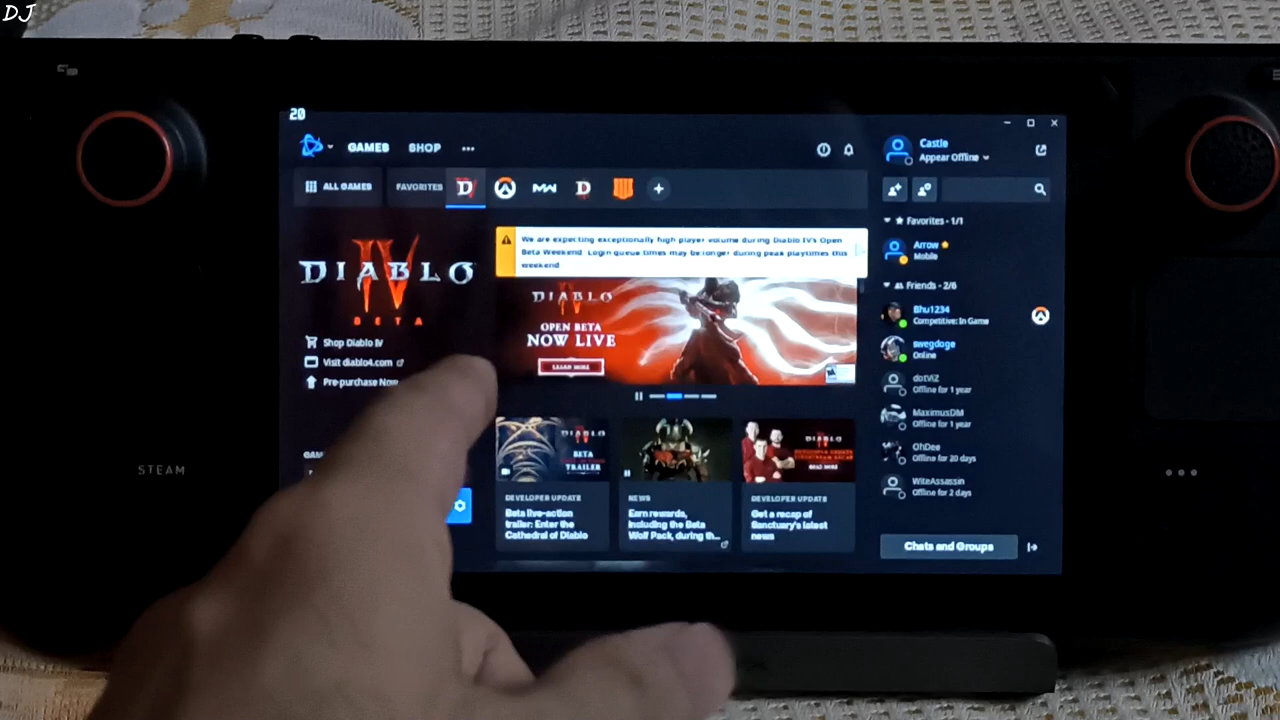 DJ
20
GAMES SHOP
ALL GAMES FAVORITES
DIABLO
IV
BETA
Shop Diablo IV
Visit diablo4.com
Pre-purchase Now
We are expecting exceptionally high player volume during Diablo IV's Open
Beta Weekend. Login queue times may be longer during peak playtimes this
weekend
DIABLO
OPEN BETA
NOW LIVE
LEARN MORE
DIABLO
BETA
TRAILER
DEVELOPER UPDATE
Beta live-action
trailer: Enter the
Cathedral of Diablo
NEWS
Earn rewards,
including the Beta
Wolf Pack, during th...
DIABLO
DEVELOPER UPDATE
Get a recap of
Sanctuary's latest
news
Castle
Appear Offline
Favorites - 1/1
Arrow
Mobile
Friends - 2/6
Bhu1234
Competitive: In Game
swegdoge
Online
dotViZ
Offline for 1 year
MaximusDM
Offline for 1 year
OhDee
Offline for 20 days
WiteAssassin
Offline for 2 days
Chats and Groups
STEAM